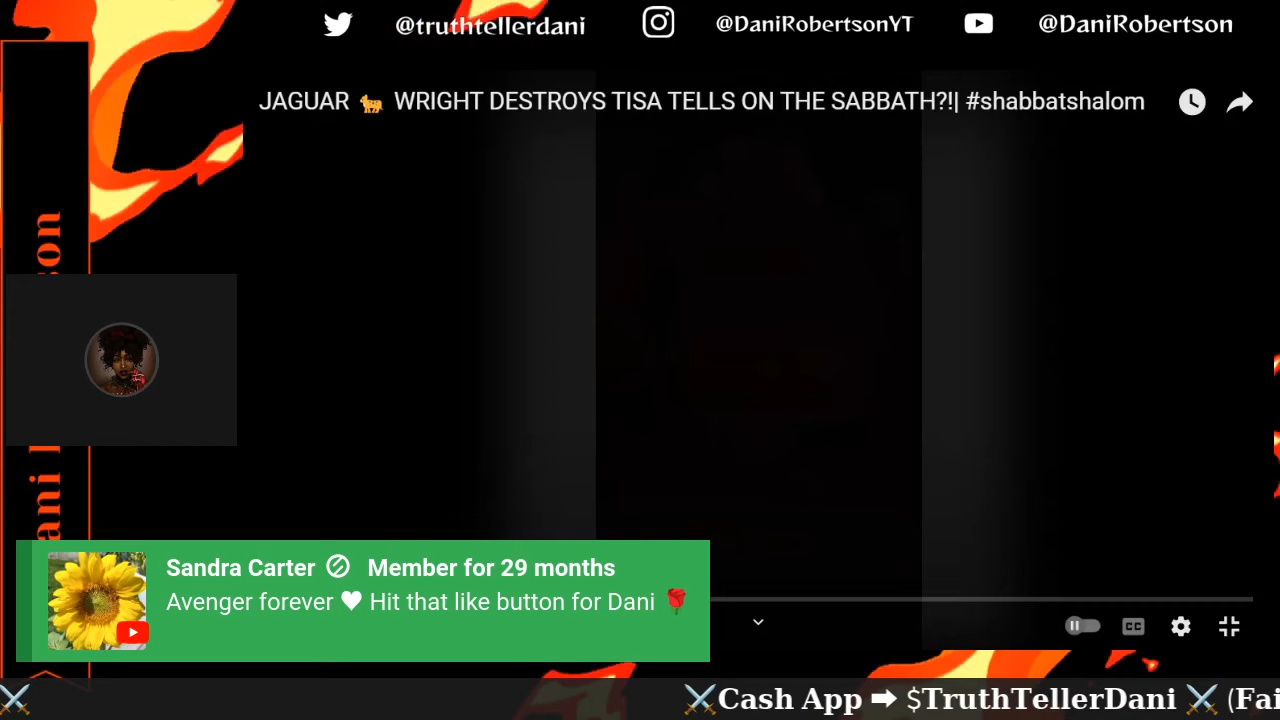 @truthtellerdani @DaniRobertsonYT @DaniRobertson
JAGUAR 🐆 WRIGHT DESTROYS TISA TELLS ON THE SABBATH?!| #shabbatshalom
Sandra Carter Member for 29 months
Avenger forever ♥ Hit that like button for Dani 🌹
CC
⚔️ ⚔️Cash App ➡ $TruthTellerDani ⚔️